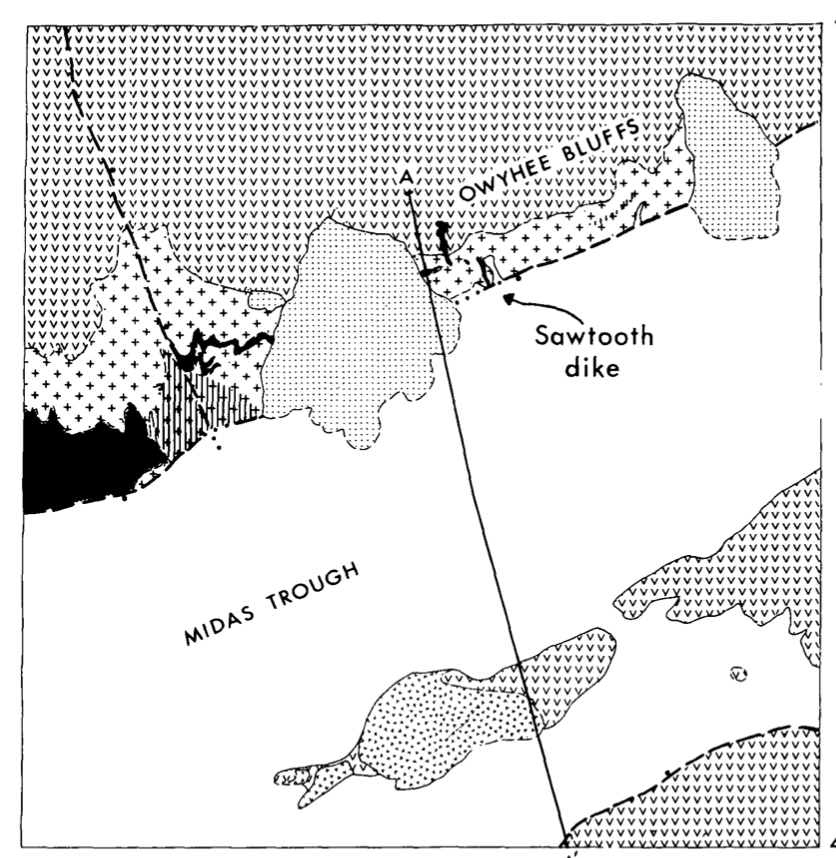 OWYHEE BLUFFS
A
Sawtooth
dike
MIDAS TROUGH